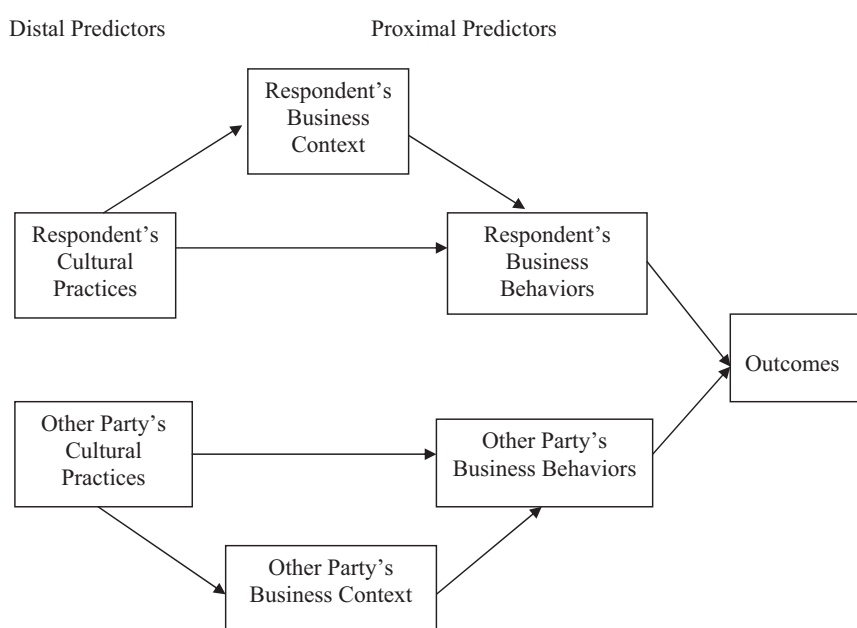 Distal Predictors
Proximal Predictors
Respondent’s
Business
Context
Respondent’s
Cultural
Practices
Respondent’s
Business
Behaviors
Outcomes
Other Party’s
Cultural
Practices
Other Party’s
Business Behaviors
Other Party’s
Business Context